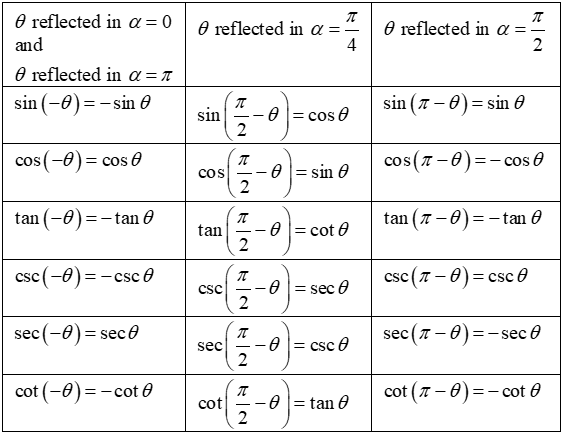 θ reflected in α = 0
and
θ reflected in α = π
θ reflected in α = π/4
θ reflected in α = π/2
sin(−θ) = −sin θ
sin(π/2 − θ) = cos θ
sin(π − θ) = sin θ
cos(−θ) = cos θ
cos(π/2 − θ) = sin θ
cos(π − θ) = −cos θ
tan(−θ) = −tan θ
tan(π/2 − θ) = cot θ
tan(π − θ) = −tan θ
csc(−θ) = −csc θ
csc(π/2 − θ) = sec θ
csc(π − θ) = csc θ
sec(−θ) = sec θ
sec(π/2 − θ) = csc θ
sec(π − θ) = −sec θ
cot(−θ) = −cot θ
cot(π/2 − θ) = tan θ
cot(π − θ) = −cot θ